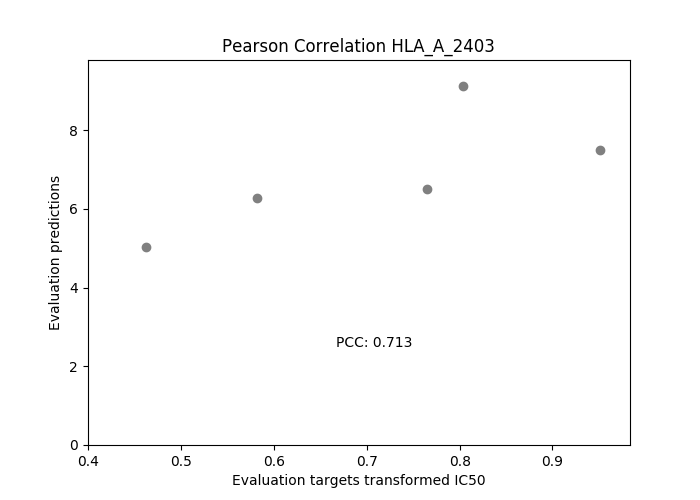 Pearson Correlation HLA_A_2403
Evaluation predictions
8
6
4
2
0
PCC: 0.713
0.4 0.5 0.6 0.7 0.8 0.9
Evaluation targets transformed IC50